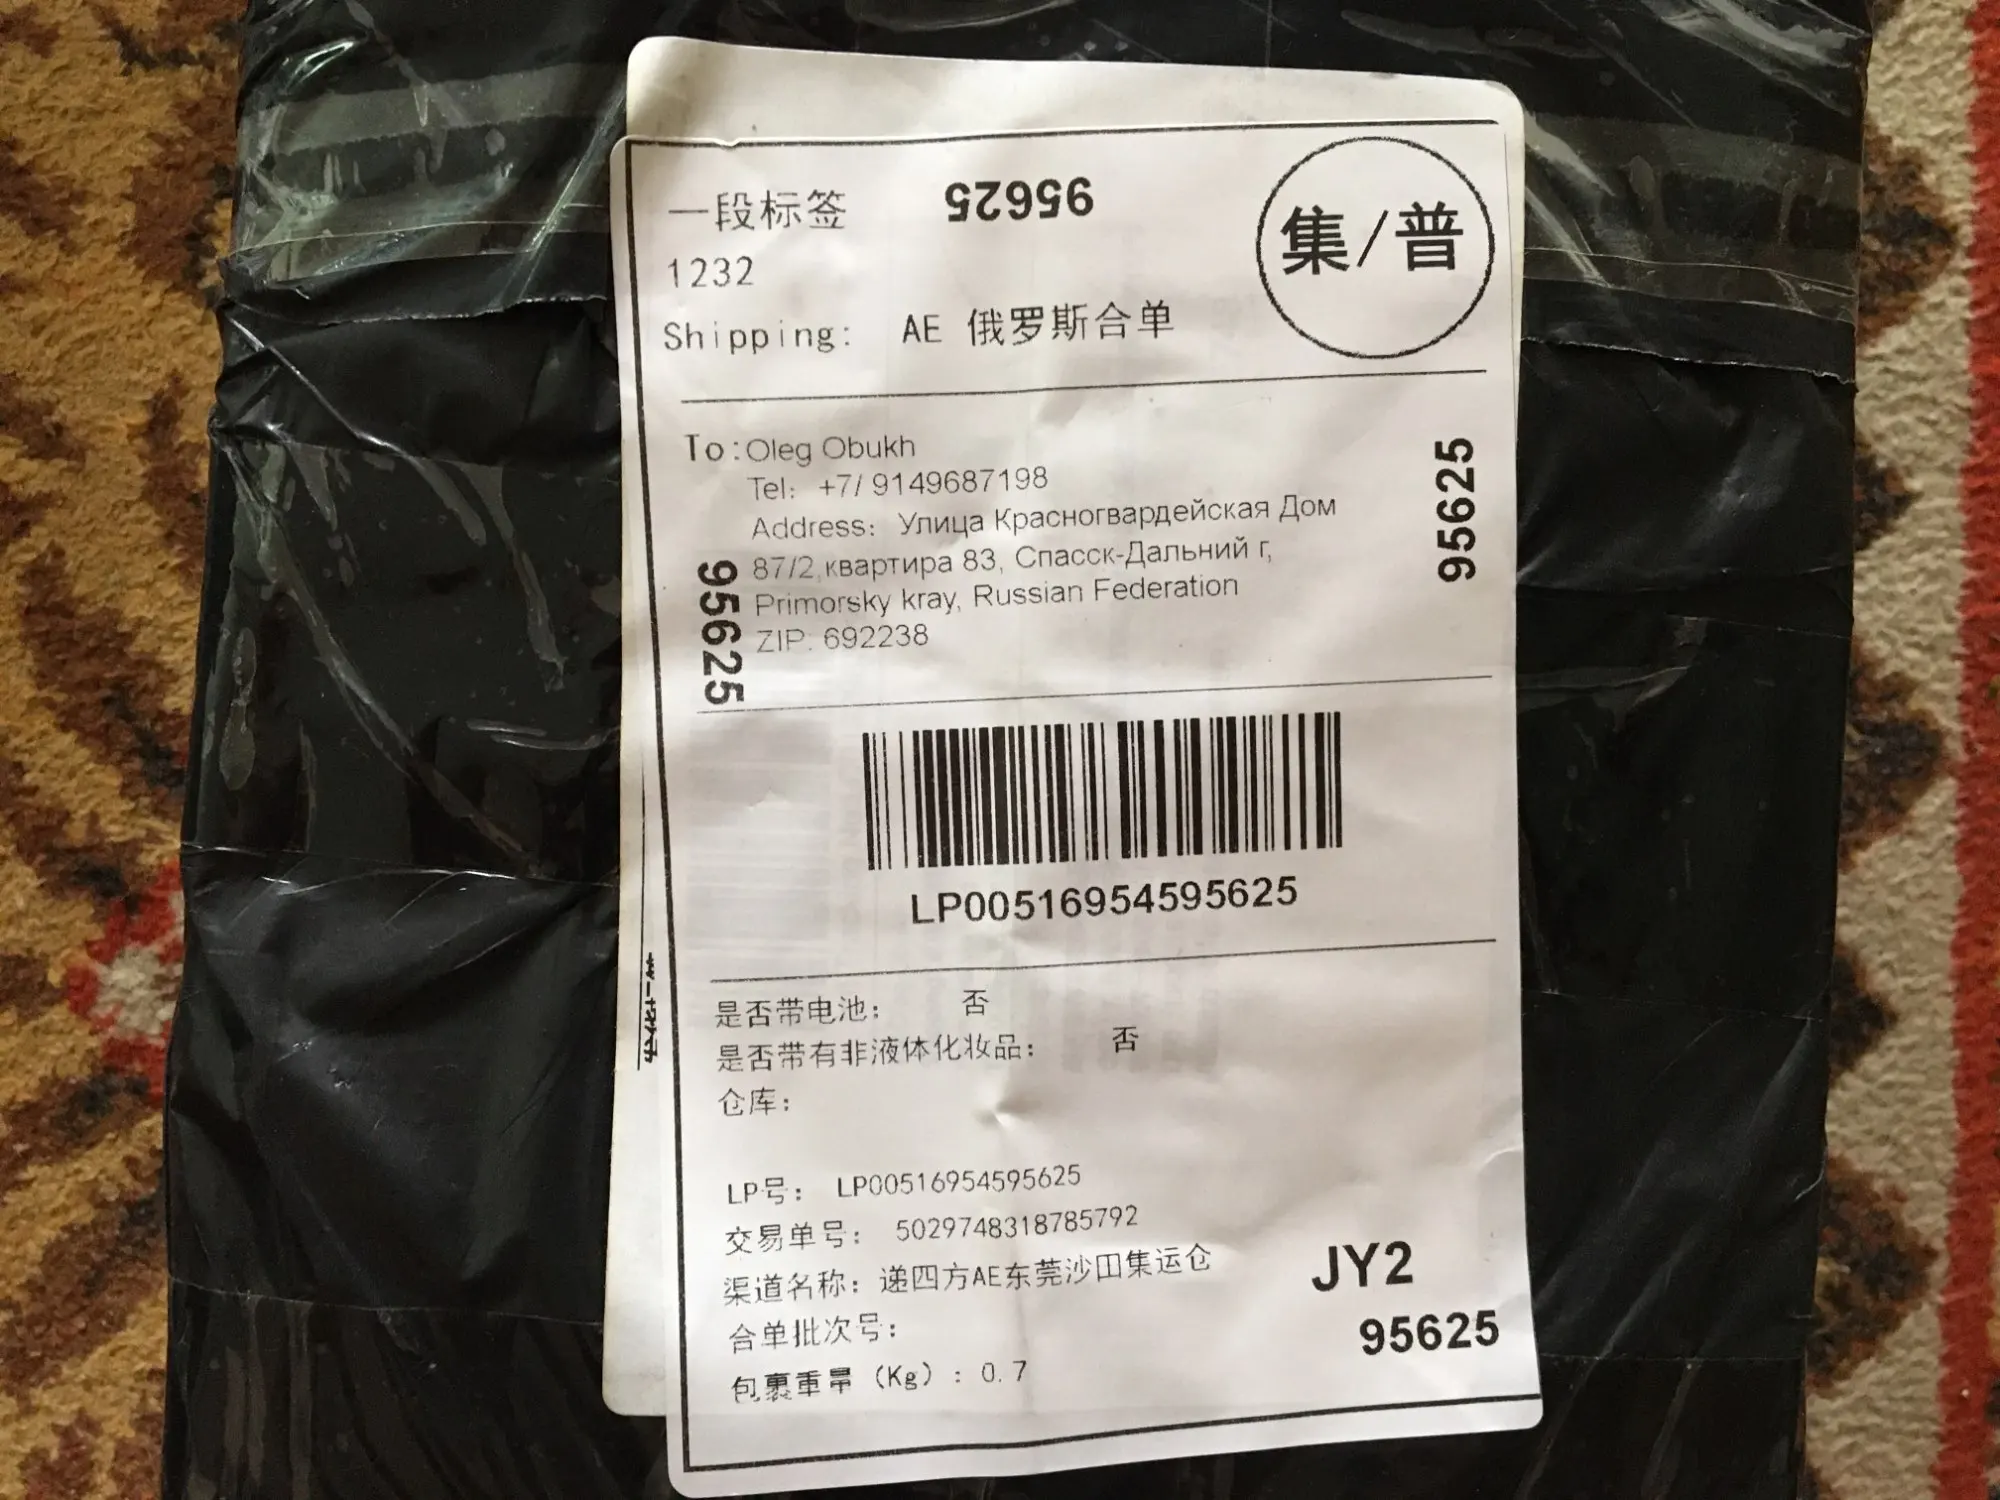 一段标签
95625
集/普
1232
Shipping: AE 俄罗斯合单
To:Oleg Obukh
Tel: +7/ 9149687198
Address: Улица Красногвардейская Дом
87/2,квартира 83, Спасск-Дальний г,
Primorsky kray, Russian Federation
ZIP: 692238
95625
95625
LP00516954595625
是否带电池: 否
是否带有非液体化妆品: 否
仓库:
LP号: LP00516954595625
交易单号: 5029748318785792
渠道名称: 递四方AE东莞沙田集运仓
合单批次号:
包裹重量 (Kg) : 0.7
JY2
95625